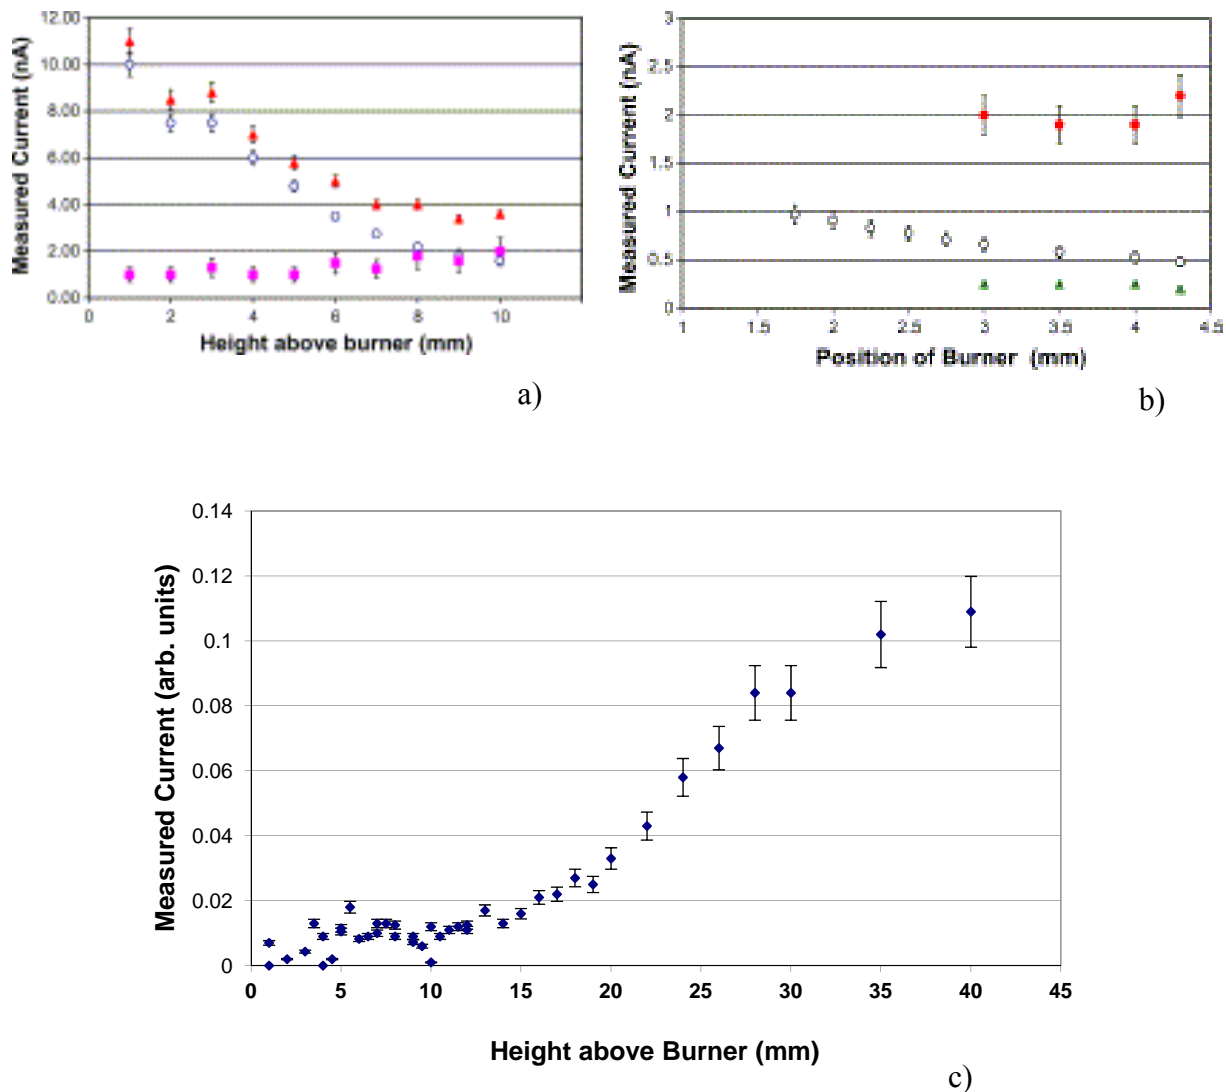 12.00
10.00
8.00
6.00
4.00
2.00
0.00
0 2 4 6 8 10
Measured Current (nA)
Height above burner (mm)
a)
3
2.5
2
1.5
1
0.5
0
1 1.5 2 2.5 3 3.5 4 4.5
Measured Current (nA)
Position of Burner (mm)
b)
0.14
0.12
0.1
0.08
0.06
0.04
0.02
0
0 5 10 15 20 25 30 35 40 45
Measured Current (arb. units)
Height above Burner (mm)
c)